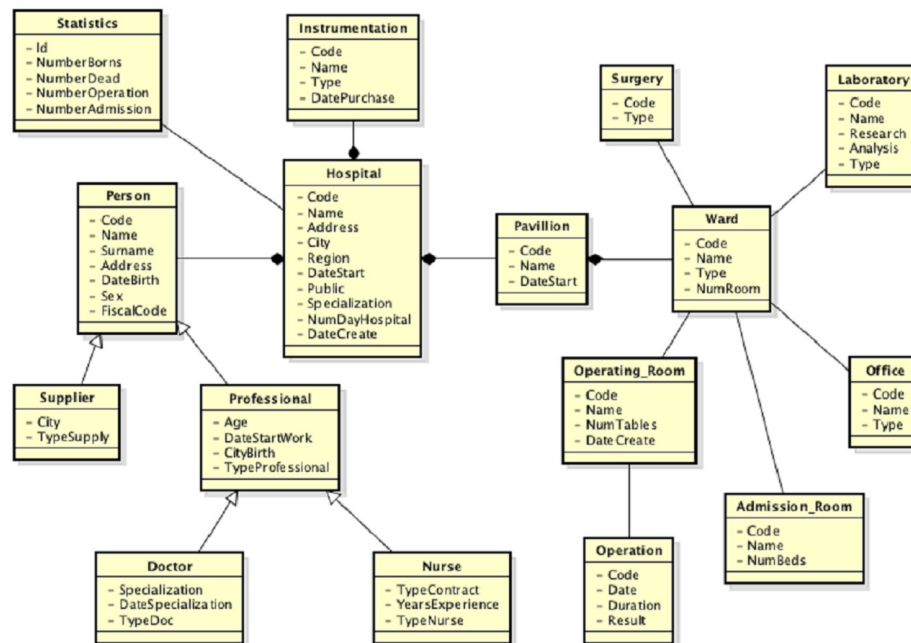 Statistics
- Id
- NumberBorns
- NumberDead
- NumberOperation
- NumberAdmission
Instrumentation
- Code
- Name
- Type
- DatePurchase
Surgery
- Code
- Type
Laboratory
- Code
- Name
- Research
- Analysis
- Type
Person
- Code
- Name
- Surname
- Address
- DateBirth
- Sex
- FiscalCode
Hospital
- Code
- Name
- Address
- City
- Region
- DateStart
- Public
- Specialization
- NumDayHospital
- DateCreate
Pavillion
- Code
- Name
- DateStart
Ward
- Code
- Name
- Type
- NumRoom
Supplier
- City
- TypeSupply
Professional
- Age
- DateStartWork
- CityBirth
- TypeProfessional
Operating_Room
- Code
- Name
- NumTables
- DateCreate
Office
- Code
- Name
- Type
Admission_Room
- Code
- Name
- NumBeds
Doctor
- Specialization
- DateSpecialization
- TypeDoc
Nurse
- TypeContract
- YearsExperience
- TypeNurse
Operation
- Code
- Date
- Duration
- Result